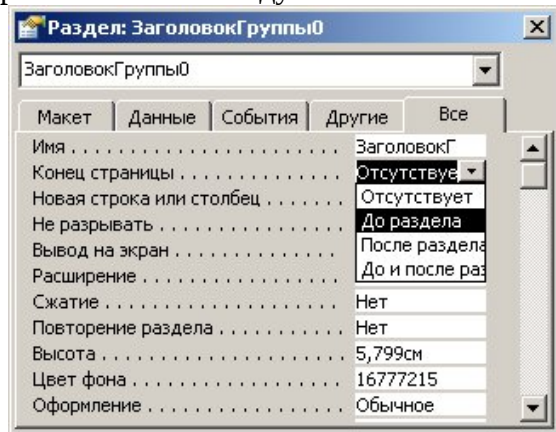 Раздел: ЗаголовокГруппы0
ЗаголовокГруппы0
Макет Данные События Другие Все
Имя ЗаголовокГ
Конец страницы Отсутствуе
Новая строка или столбец Отсутствует
Не разрывать До раздела
Вывод на экран После раздела
Расширение До и после раз
Сжатие Нет
Повторение раздела Нет
Высота 5,799см
Цвет фона 16777215
Оформление Обычное